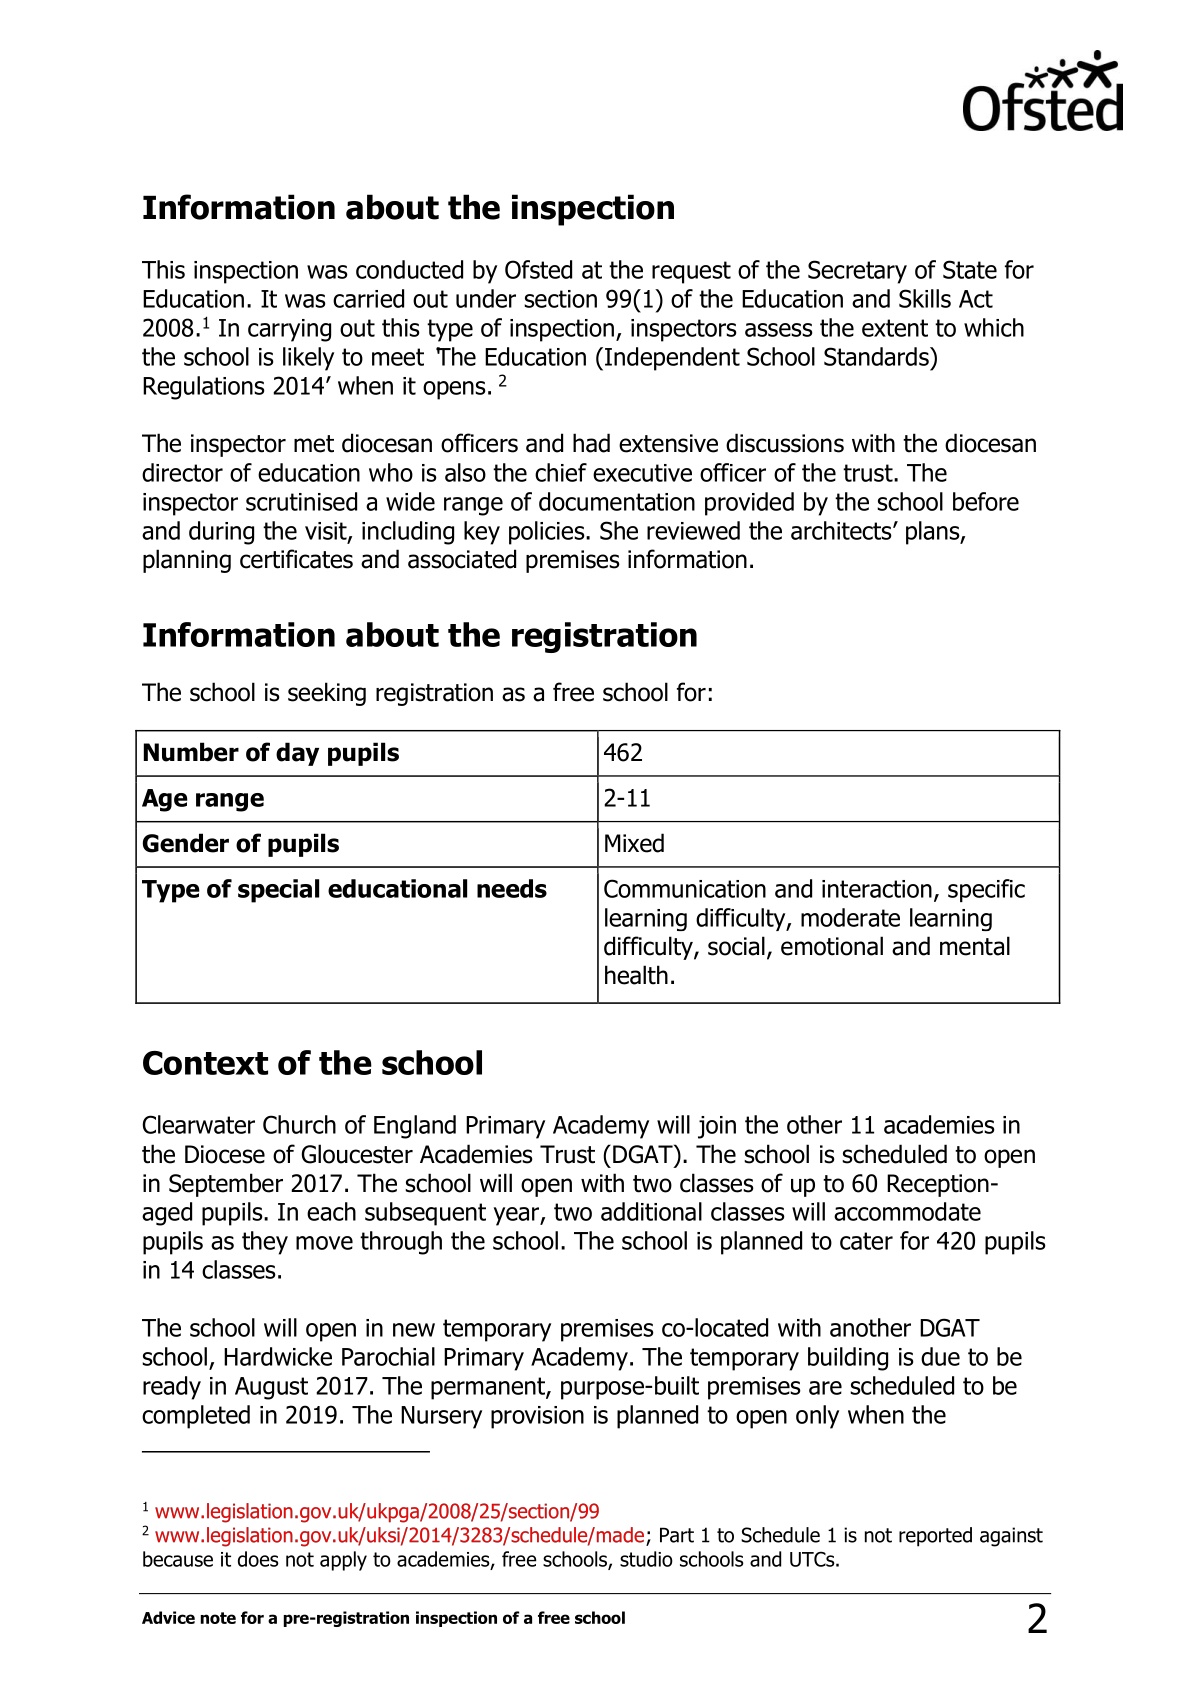 Ofsted
Information about the inspection
This inspection was conducted by Ofsted at the request of the Secretary of State for
Education. It was carried out under section 99(1) of the Education and Skills Act
2008.1 In carrying out this type of inspection, inspectors assess the extent to which
the school is likely to meet ‘The Education (Independent School Standards)
Regulations 2014’ when it opens. 2
The inspector met diocesan officers and had extensive discussions with the diocesan
director of education who is also the chief executive officer of the trust. The
inspector scrutinised a wide range of documentation provided by the school before
and during the visit, including key policies. She reviewed the architects’ plans,
planning certificates and associated premises information.
Information about the registration
The school is seeking registration as a free school for:
Number of day pupils 462
Age range 2-11
Gender of pupils Mixed
Type of special educational needs Communication and interaction, specific
learning difficulty, moderate learning
difficulty, social, emotional and mental
health.
Context of the school
Clearwater Church of England Primary Academy will join the other 11 academies in
the Diocese of Gloucester Academies Trust (DGAT). The school is scheduled to open
in September 2017. The school will open with two classes of up to 60 Reception-
aged pupils. In each subsequent year, two additional classes will accommodate
pupils as they move through the school. The school is planned to cater for 420 pupils
in 14 classes.
The school will open in new temporary premises co-located with another DGAT
school, Hardwicke Parochial Primary Academy. The temporary building is due to be
ready in August 2017. The permanent, purpose-built premises are scheduled to be
completed in 2019. The Nursery provision is planned to open only when the
1 www.legislation.gov.uk/ukpga/2008/25/section/99
2 www.legislation.gov.uk/uksi/2014/3283/schedule/made; Part 1 to Schedule 1 is not reported against
because it does not apply to academies, free schools, studio schools and UTCs.
Advice note for a pre-registration inspection of a free school 2